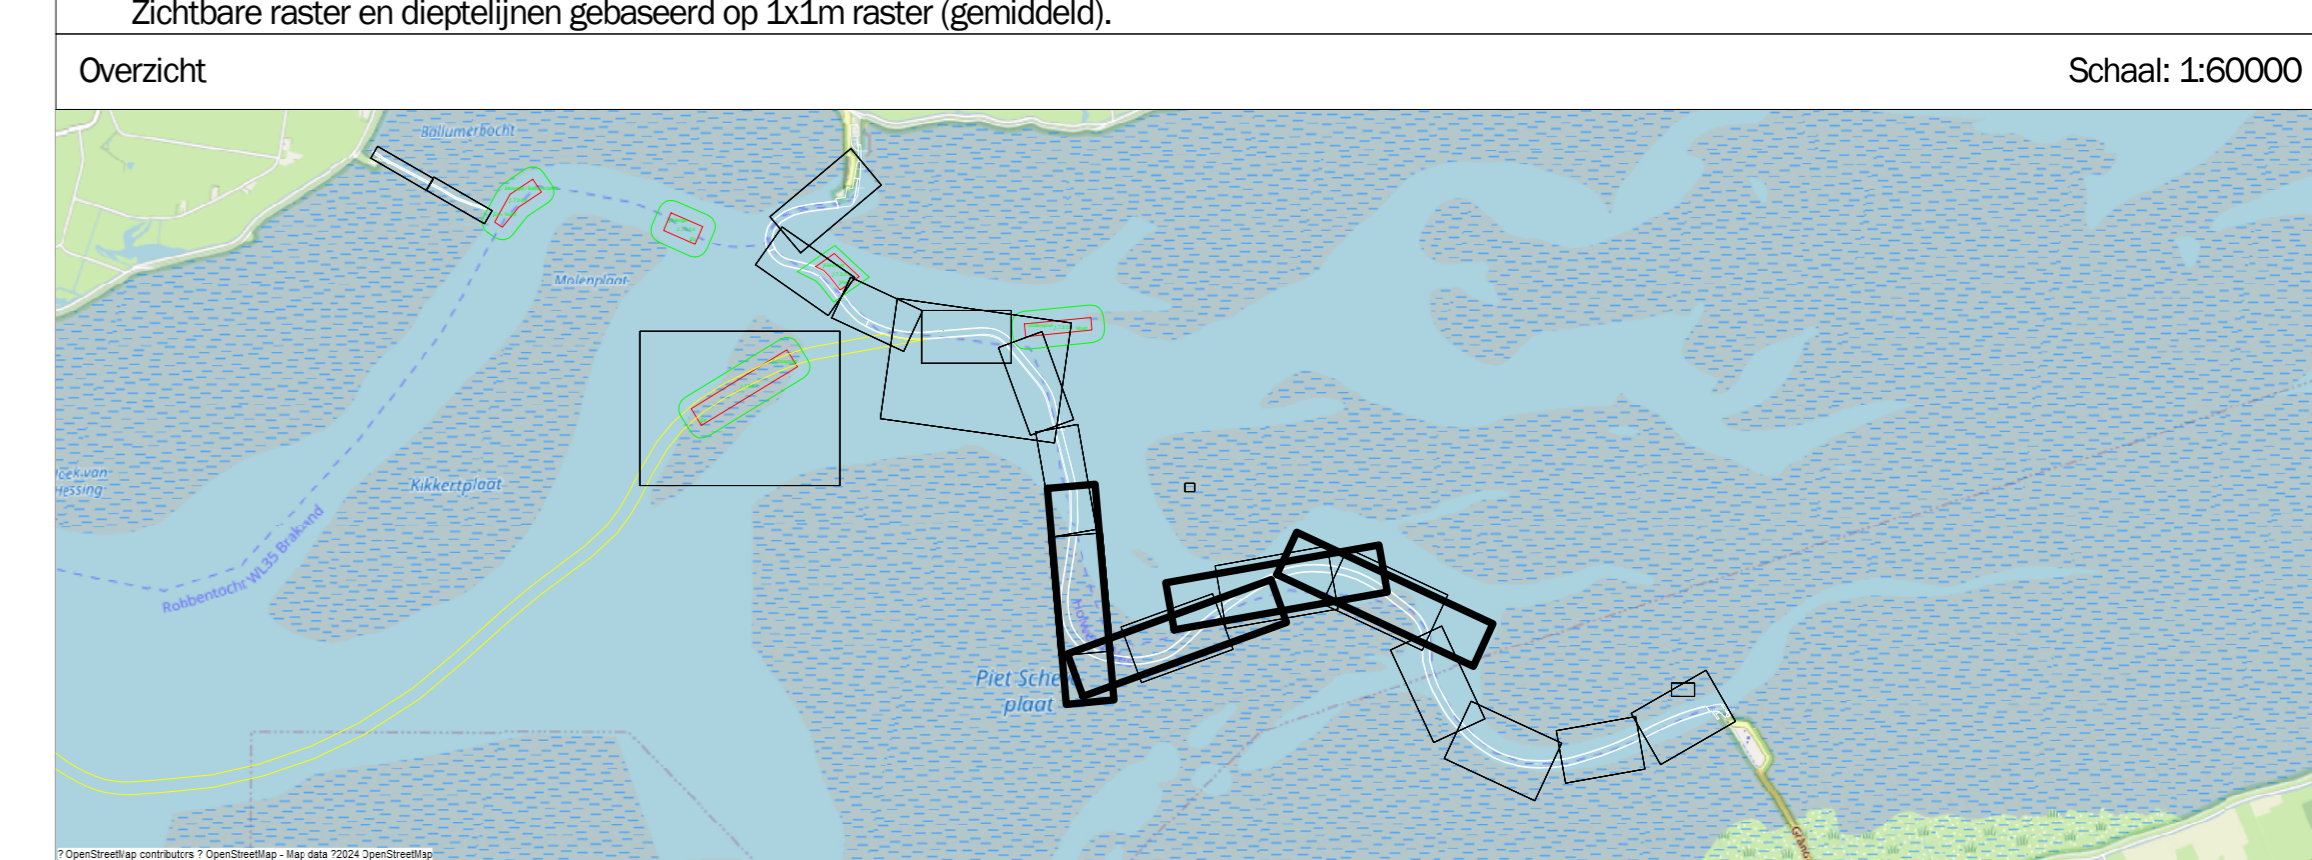 Zichtbare raster en dieptelijnen gebaseerd op 1x1m raster (gemiddeld).
Overzicht
Schaal: 1:60000
Ballumerbocht
Molenplaat
Kikkertplaat
Robbentocht WL35 Brakzand
Piet Sche
plaat
? OpenStreetMap contributors ? OpenStreetMap - Map data ?2024 OpenStreetMap